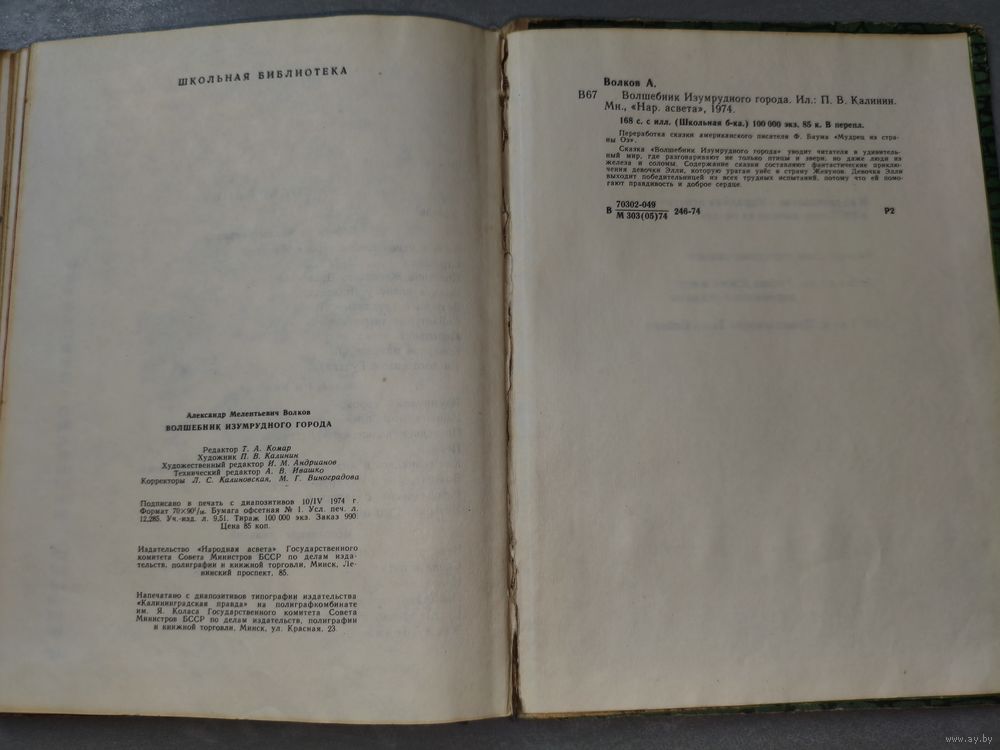 ШКОЛЬНАЯ БИБЛИОТЕКА
Александр Мелентьевич Волков
ВОЛШЕБНИК ИЗУМРУДНОГО ГОРОДА
Редактор Т. А. Комар
Художник П. В. Калинин
Художественный редактор И. М. Андрианов
Технический редактор А. В. Ивашко
Корректоры Л. С. Калиновская, М. Г. Виноградова
Подписано в печать с диапозитивов 10/IV 1974 г.
Формат 70×90¹/₁₆. Бумага офсетная № 1. Усл. печ. л.
12,285. Уч.-изд. л. 9,51. Тираж 100 000 экз. Заказ 990.
Цена 85 коп.
Издательство «Народная асвета» Государственного
комитета Совета Министров БССР по делам изда-
тельств, полиграфии и книжной торговли, Минск, Ле-
нинский проспект, 85.
Напечатано с диапозитивов типографии издательства
«Калининградская правда» на полиграфкомбинате
им. Я. Коласа Государственного комитета Совета
Министров БССР по делам издательств, полиграфии
и книжной торговли, Минск, ул. Красная, 23.
Волков А.
В67 Волшебник Изумрудного города. Ил.: П. В. Калинин.
Мн., «Нар. асвета», 1974.
168 с. с илл. (Школьная б-ка.) 100 000 экз. 85 к. В перепл.
Переработка сказки американского писателя Ф. Баума «Мудрец из стра-
ны Оз».
Сказка «Волшебник Изумрудного города» уводит читателя в удивитель-
ный мир, где разговаривают не только птицы и звери, но даже люди из
железа и соломы. Содержание сказки составляют фантастические приклю-
чения девочки Элли, которую ураган унёс в страну Жевунов. Девочка Элли
выходит победительницей из всех трудных испытаний, потому что ей помо-
гают правдивость и доброе сердце.
В 70302-049
М 303(05)74 246-74 Р2
www.ay.by